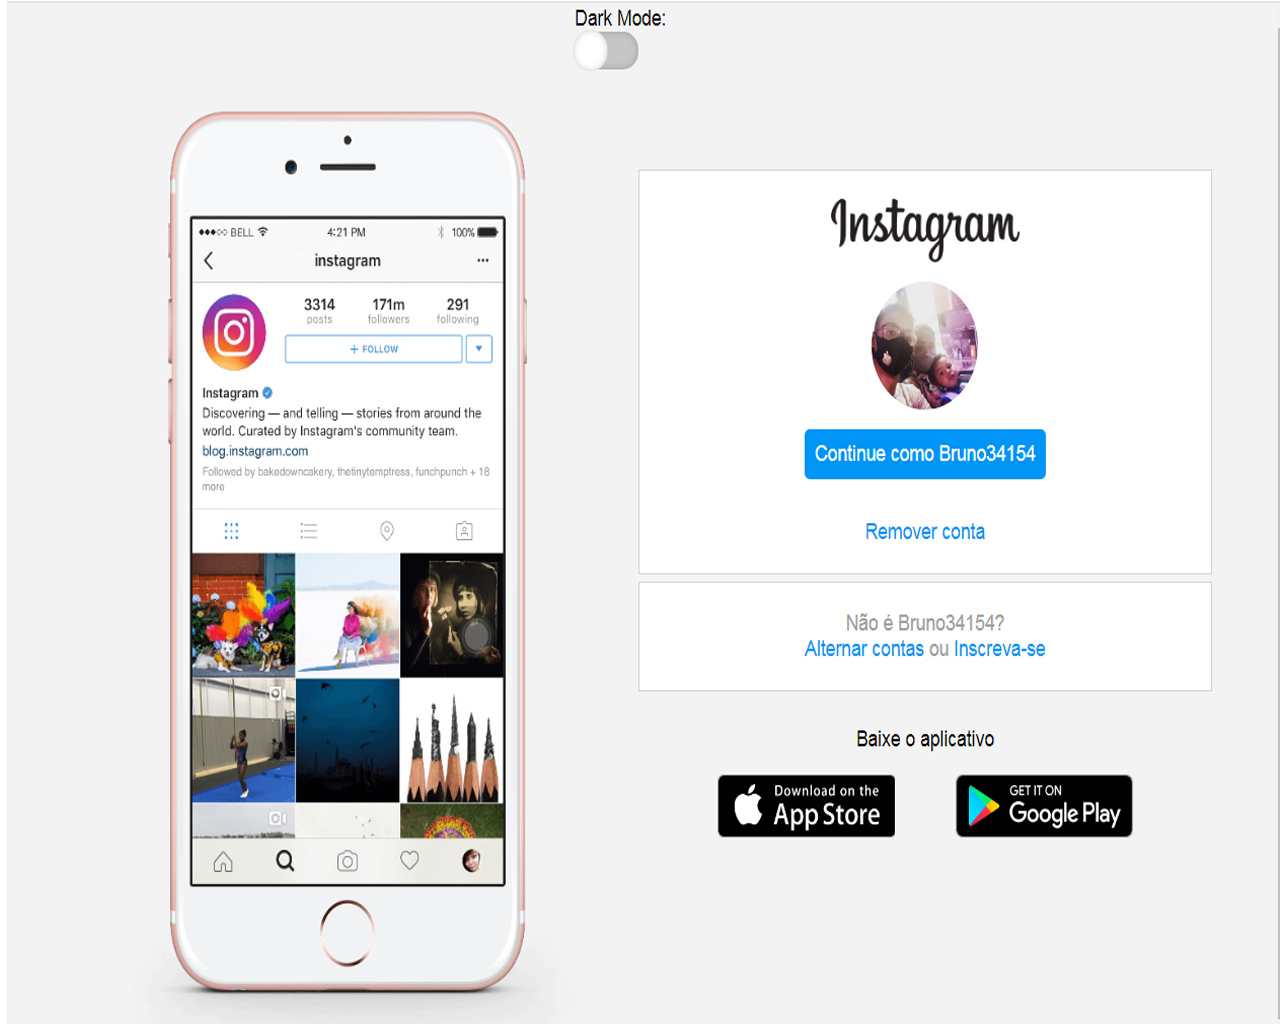 Dark Mode:
BELL 4:21 PM 100%
instagram
3314 171m 291
posts followers following
+ FOLLOW
Instagram
Discovering — and telling — stories from around the
world. Curated by Instagram's community team.
blog.instagram.com
Followed by bakedowncakery, thetinytemptress, funchpunch + 18
more
Instagram
Continue como Bruno34154
Remover conta
Não é Bruno34154?
Alternar contas ou Inscreva-se
Baixe o aplicativo
Download on the
App Store
GET IT ON
Google Play